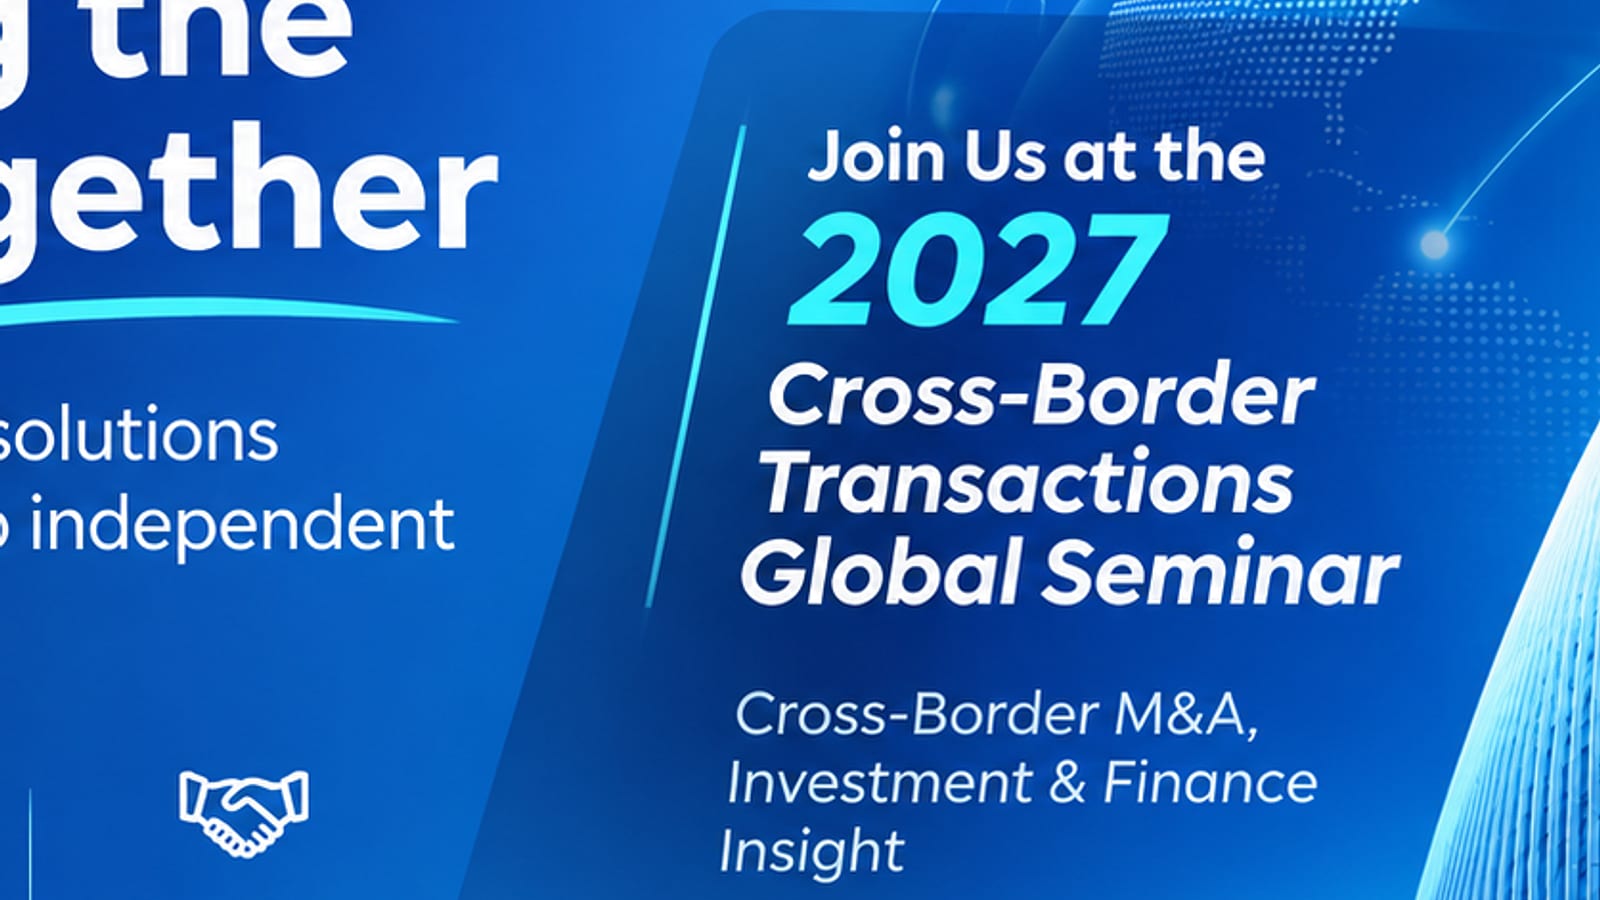 the
gether
solutions
independent
Join Us at the
2027
Cross-Border
Transactions
Global Seminar
Cross-Border M&A,
Investment & Finance
Insight